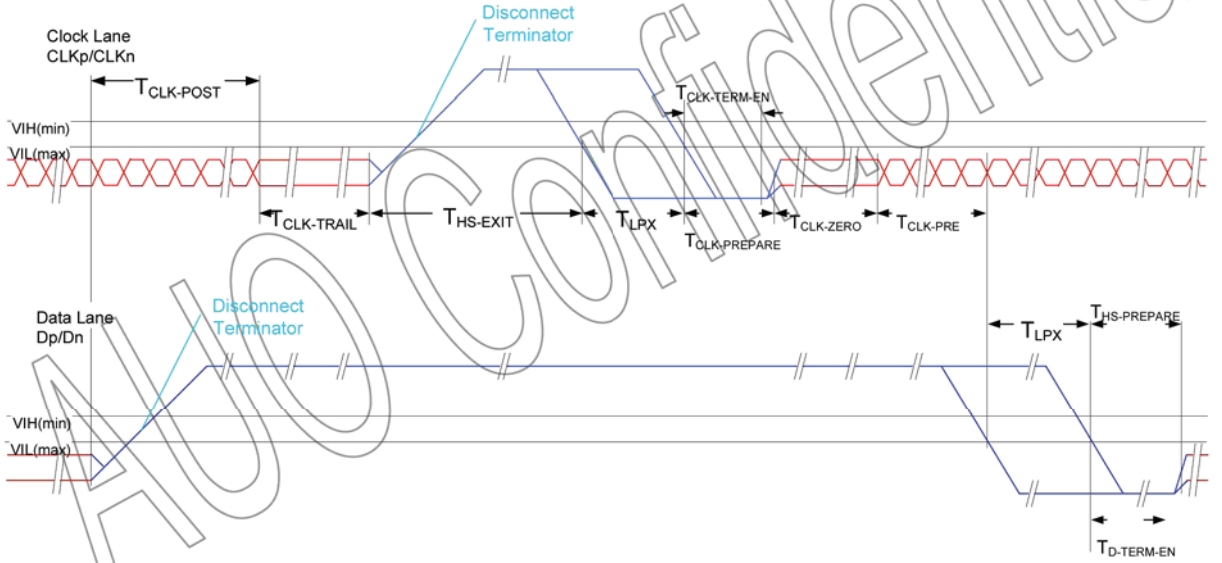 Disconnect
Terminator
Clock Lane
CLKp/CLKn
TCLK-POST
TCLK-TERM-EN
VIH(min)
VIL(max)
TCLK-TRAIL
THS-EXIT
TLPX
TCLK-PREPARE
TCLK-ZERO
TCLK-PRE
Disconnect
Terminator
Data Lane
Dp/Dn
TLPX
THS-PREPARE
VIH(min)
VIL(max)
TD-TERM-EN
AUO Confidential